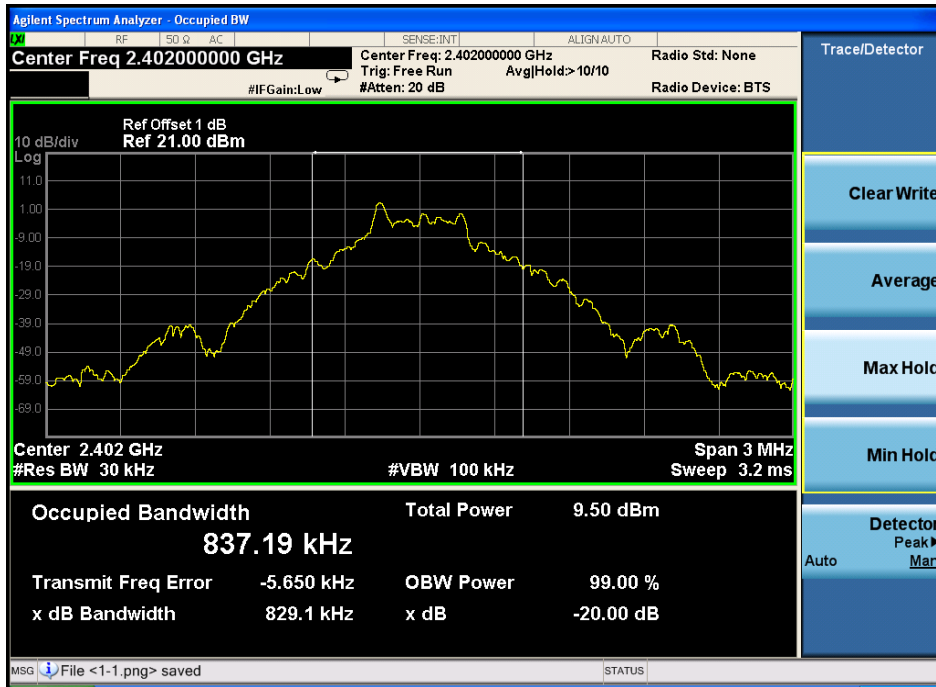 Agilent Spectrum Analyzer - Occupied BW
LXI RF 50 Ω AC SENSE:INT ALIGN AUTO
Center Freq 2.402000000 GHz
#IFGain:Low
Center Freq: 2.402000000 GHz
Trig: Free Run Avg|Hold:> 10/10
#Atten: 20 dB
Radio Std: None
Radio Device: BTS
Trace/Detector
Ref Offset 1 dB
10 dB/div Ref 21.00 dBm
Log
11.0
1.00
-9.00
-19.0
-29.0
-39.0
-49.0
-59.0
-69.0
Center 2.402 GHz Span 3 MHz
#Res BW 30 kHz #VBW 100 kHz Sweep 3.2 ms
Occupied Bandwidth Total Power 9.50 dBm
837.19 kHz
Transmit Freq Error -5.650 kHz OBW Power 99.00 %
x dB Bandwidth 829.1 kHz x dB -20.00 dB
Clear Write
Average
Max Hold
Min Hold
Detector
Peak
Auto Man
MSG File <1-1.png> saved STATUS